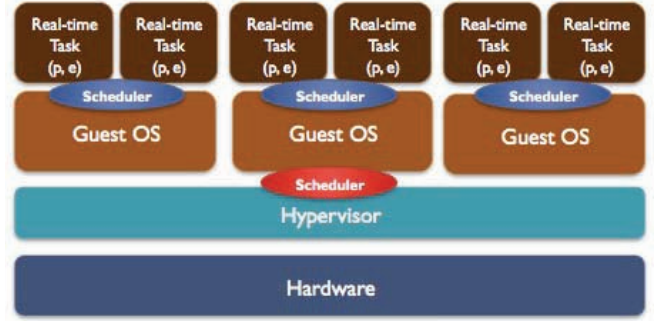 Real-time
Task
(p, e)
Real-time
Task
(p, e)
Real-time
Task
(p, e)
Real-time
Task
(p, e)
Real-time
Task
(p, e)
Real-time
Task
(p, e)
Scheduler
Scheduler
Scheduler
Guest OS
Guest OS
Guest OS
Scheduler
Hypervisor
Hardware